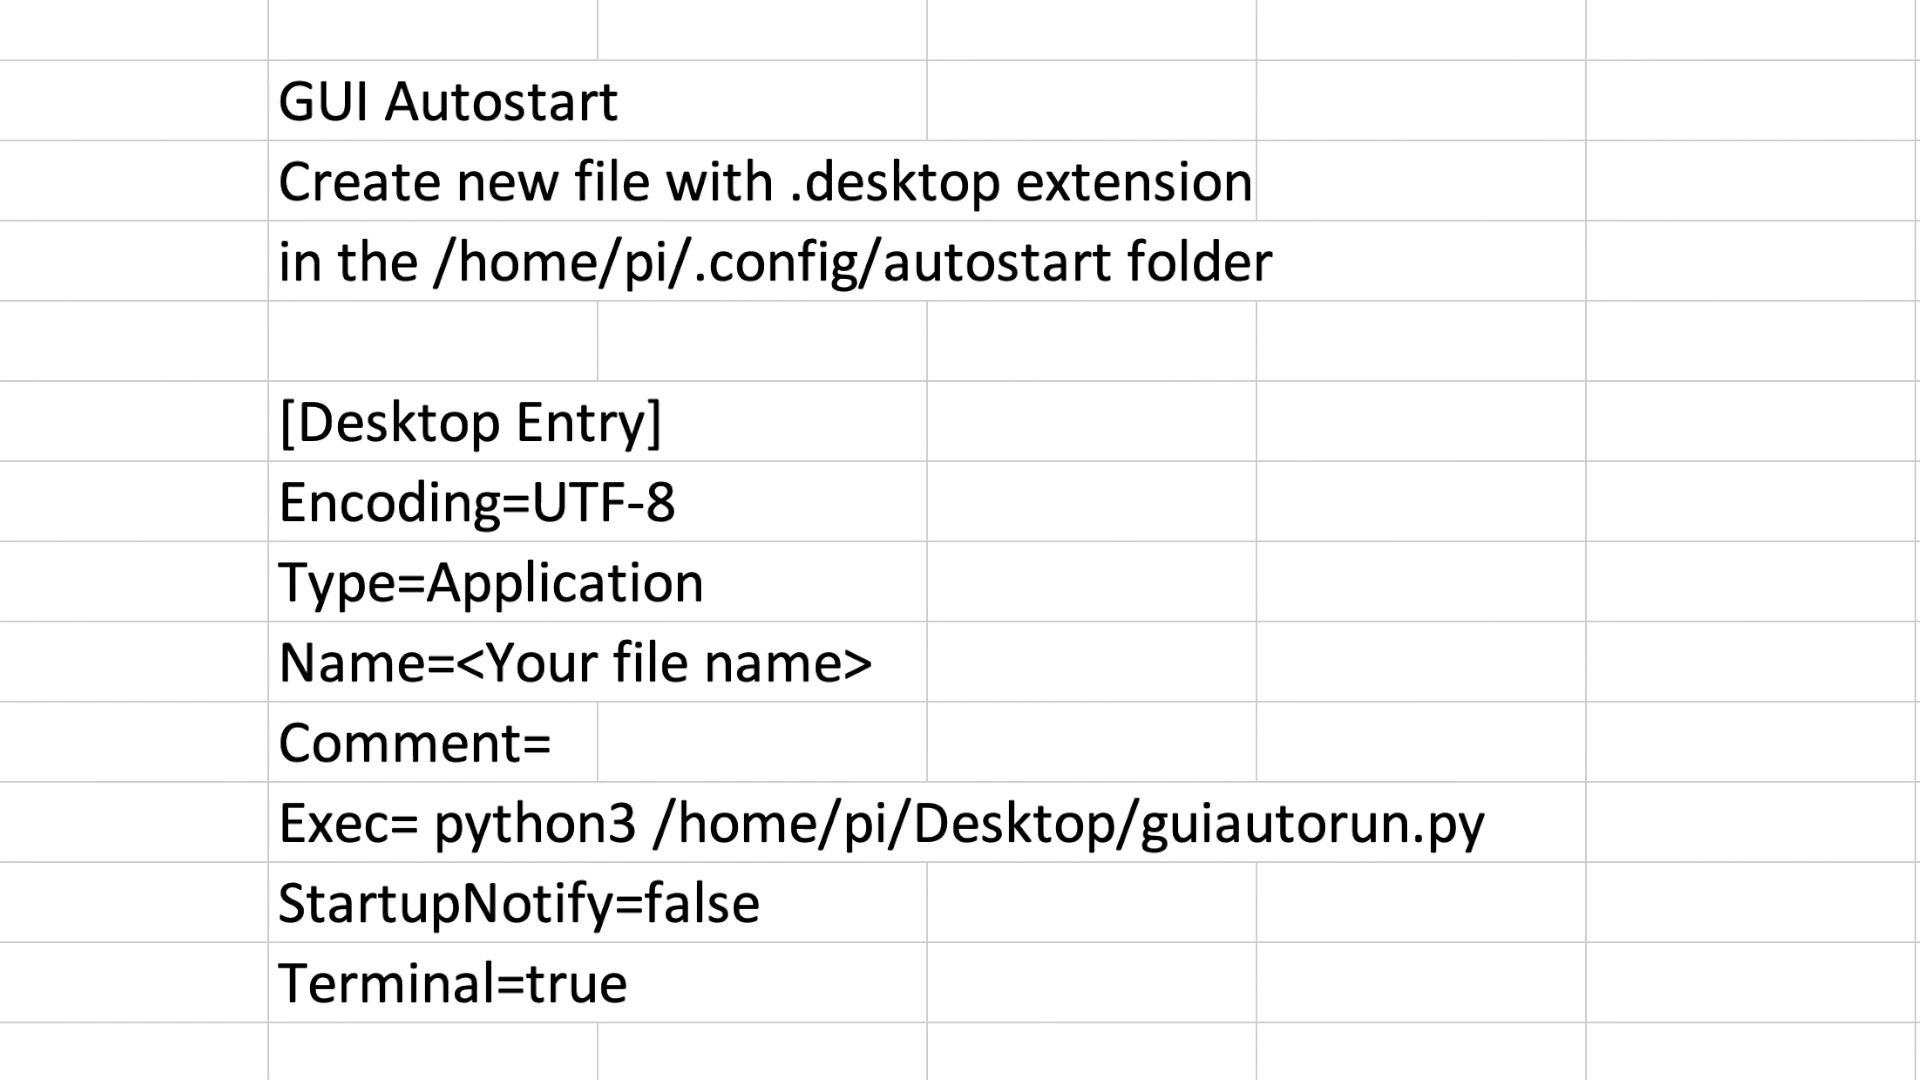 GUI Autostart
Create new file with .desktop extension
in the /home/pi/.config/autostart folder
[Desktop Entry]
Encoding=UTF-8
Type=Application
Name=<Your file name>
Comment=
Exec= python3 /home/pi/Desktop/guiautorun.py
StartupNotify=false
Terminal=true